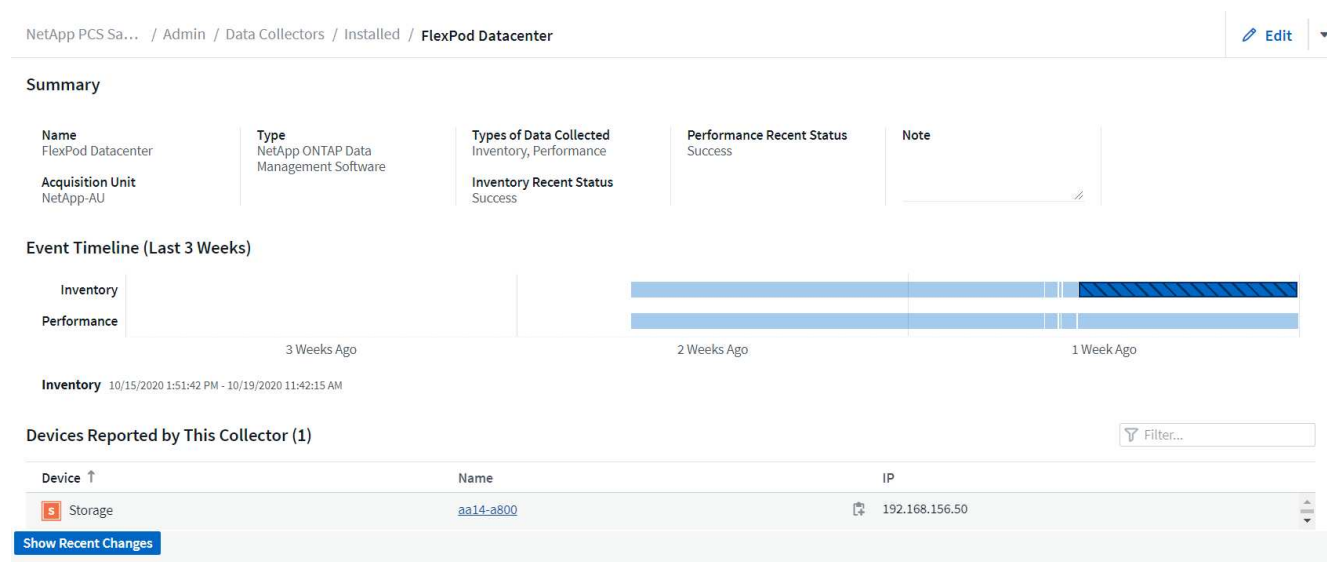 NetApp PCS Sa... / Admin / Data Collectors / Installed / FlexPod Datacenter
Edit
Summary
Name
FlexPod Datacenter
Acquisition Unit
NetApp-AU
Type
NetApp ONTAP Data
Management Software
Types of Data Collected
Inventory, Performance
Inventory Recent Status
Success
Performance Recent Status
Success
Note
Event Timeline (Last 3 Weeks)
Inventory
Performance
3 Weeks Ago 2 Weeks Ago 1 Week Ago
Inventory 10/15/2020 1:51:42 PM - 10/19/2020 11:42:15 AM
Devices Reported by This Collector (1)
Filter...
Device ↑ Name IP
S Storage aa14-a800 192.168.156.50
Show Recent Changes